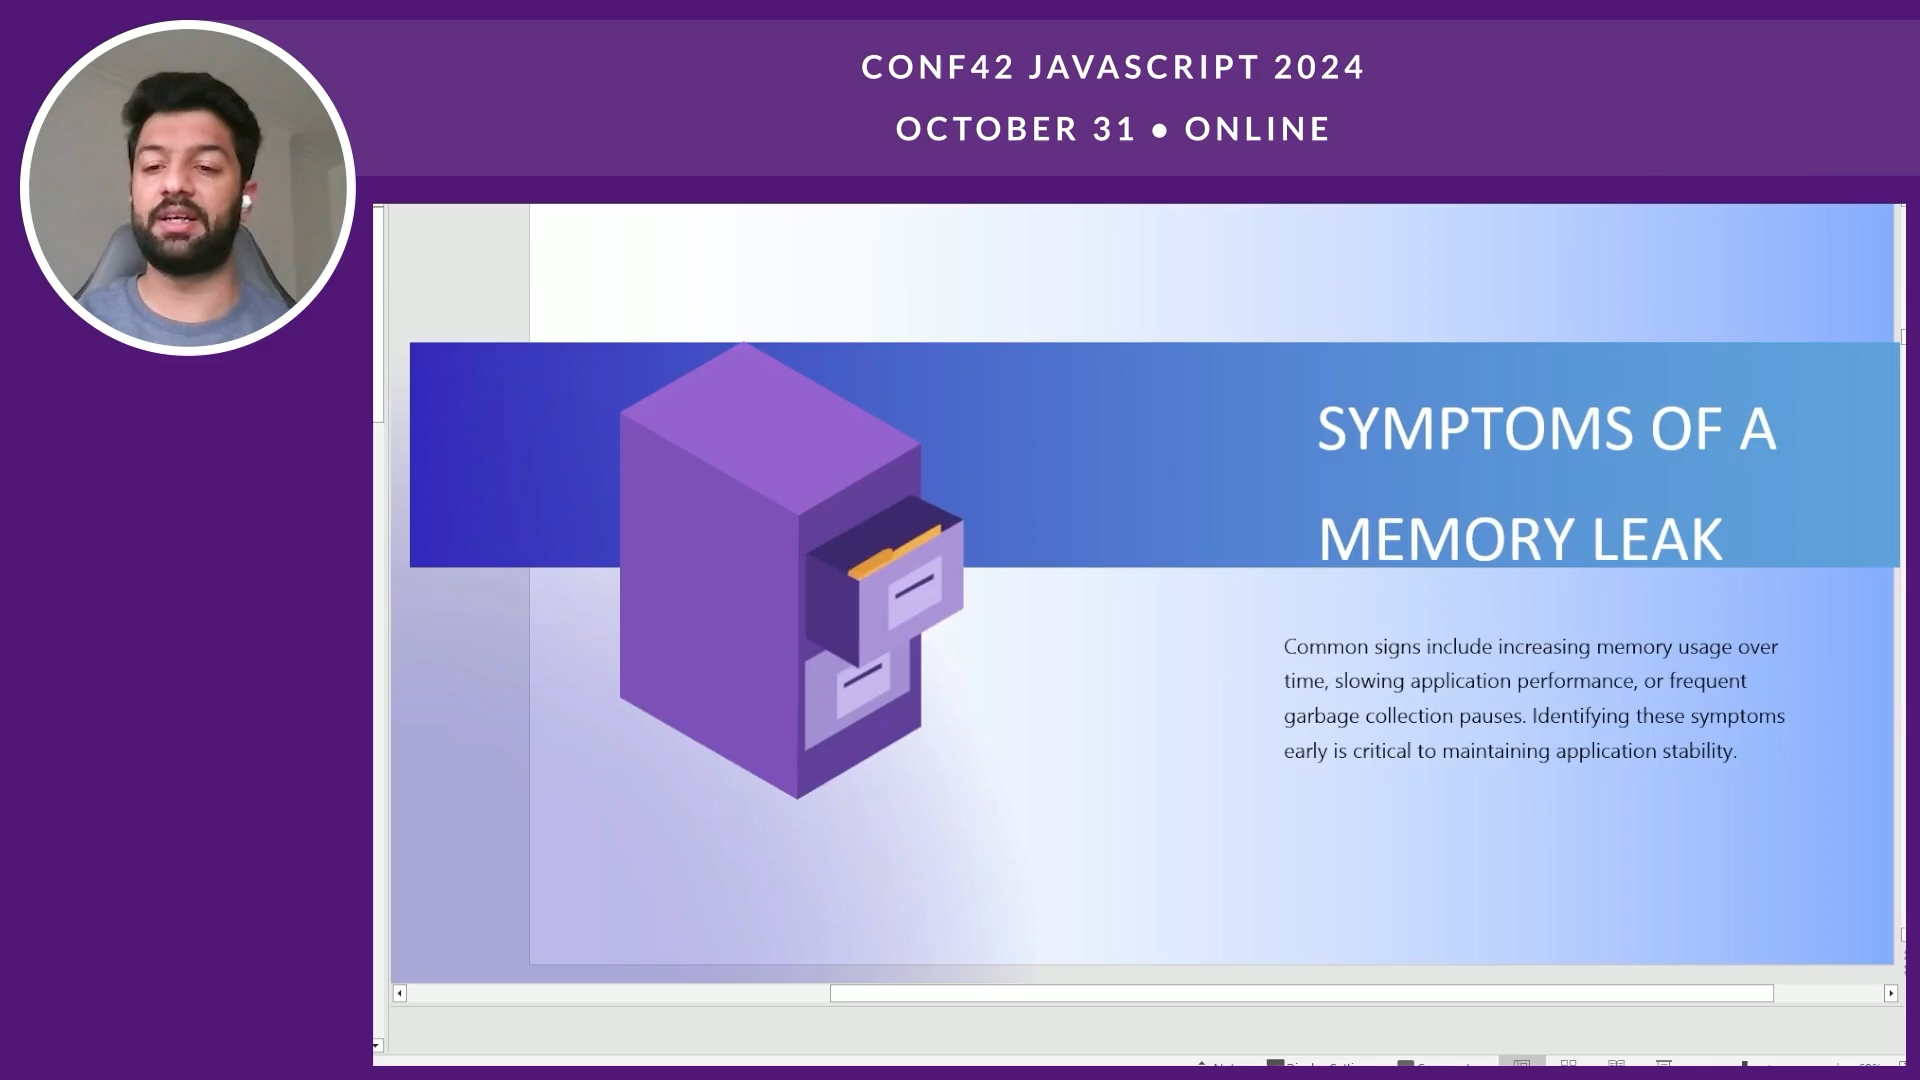 CONF42 JAVASCRIPT 2024
OCTOBER 31 ● ONLINE
SYMPTOMS OF A
MEMORY LEAK
Common signs include increasing memory usage over
time, slowing application performance, or frequent
garbage collection pauses. Identifying these symptoms
early is critical to maintaining application stability.